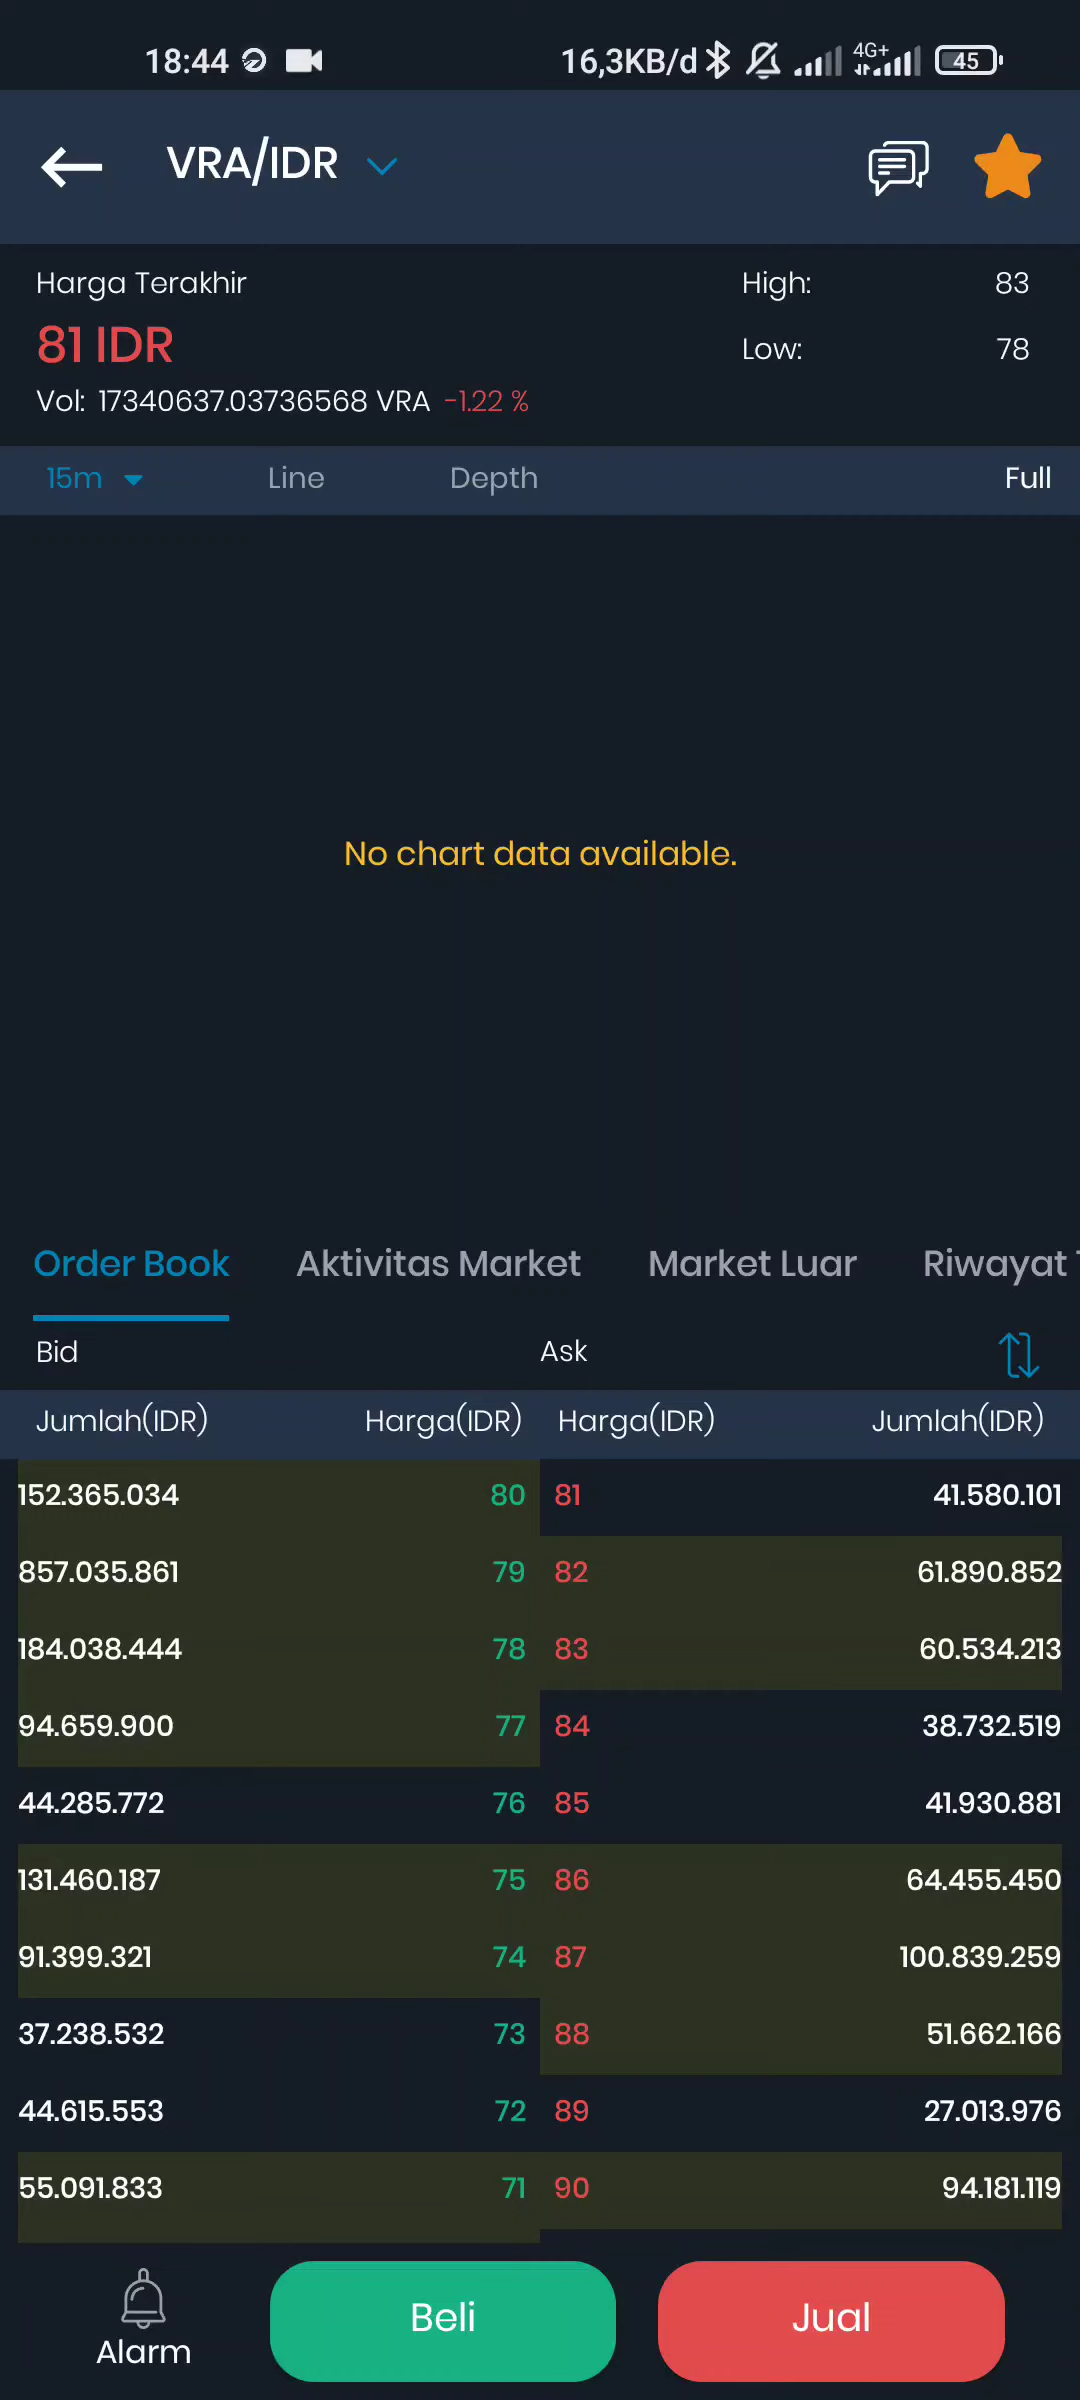 18:44 16,3KB/d 4G+ 45
VRA/IDR
Harga Terakhir High: 83
81 IDR Low: 78
Vol: 17340637.03736568 VRA -1.22 %
15m Line Depth Full
No chart data available.
Order Book Aktivitas Market Market Luar Riwayat
Bid Ask
Jumlah(IDR) Harga(IDR) Harga(IDR) Jumlah(IDR)
152.365.034 80 81 41.580.101
857.035.861 79 82 61.890.852
184.038.444 78 83 60.534.213
94.659.900 77 84 38.732.519
44.285.772 76 85 41.930.881
131.460.187 75 86 64.455.450
91.399.321 74 87 100.839.259
37.238.532 73 88 51.662.166
44.615.553 72 89 27.013.976
55.091.833 71 90 94.181.119
Alarm Beli Jual